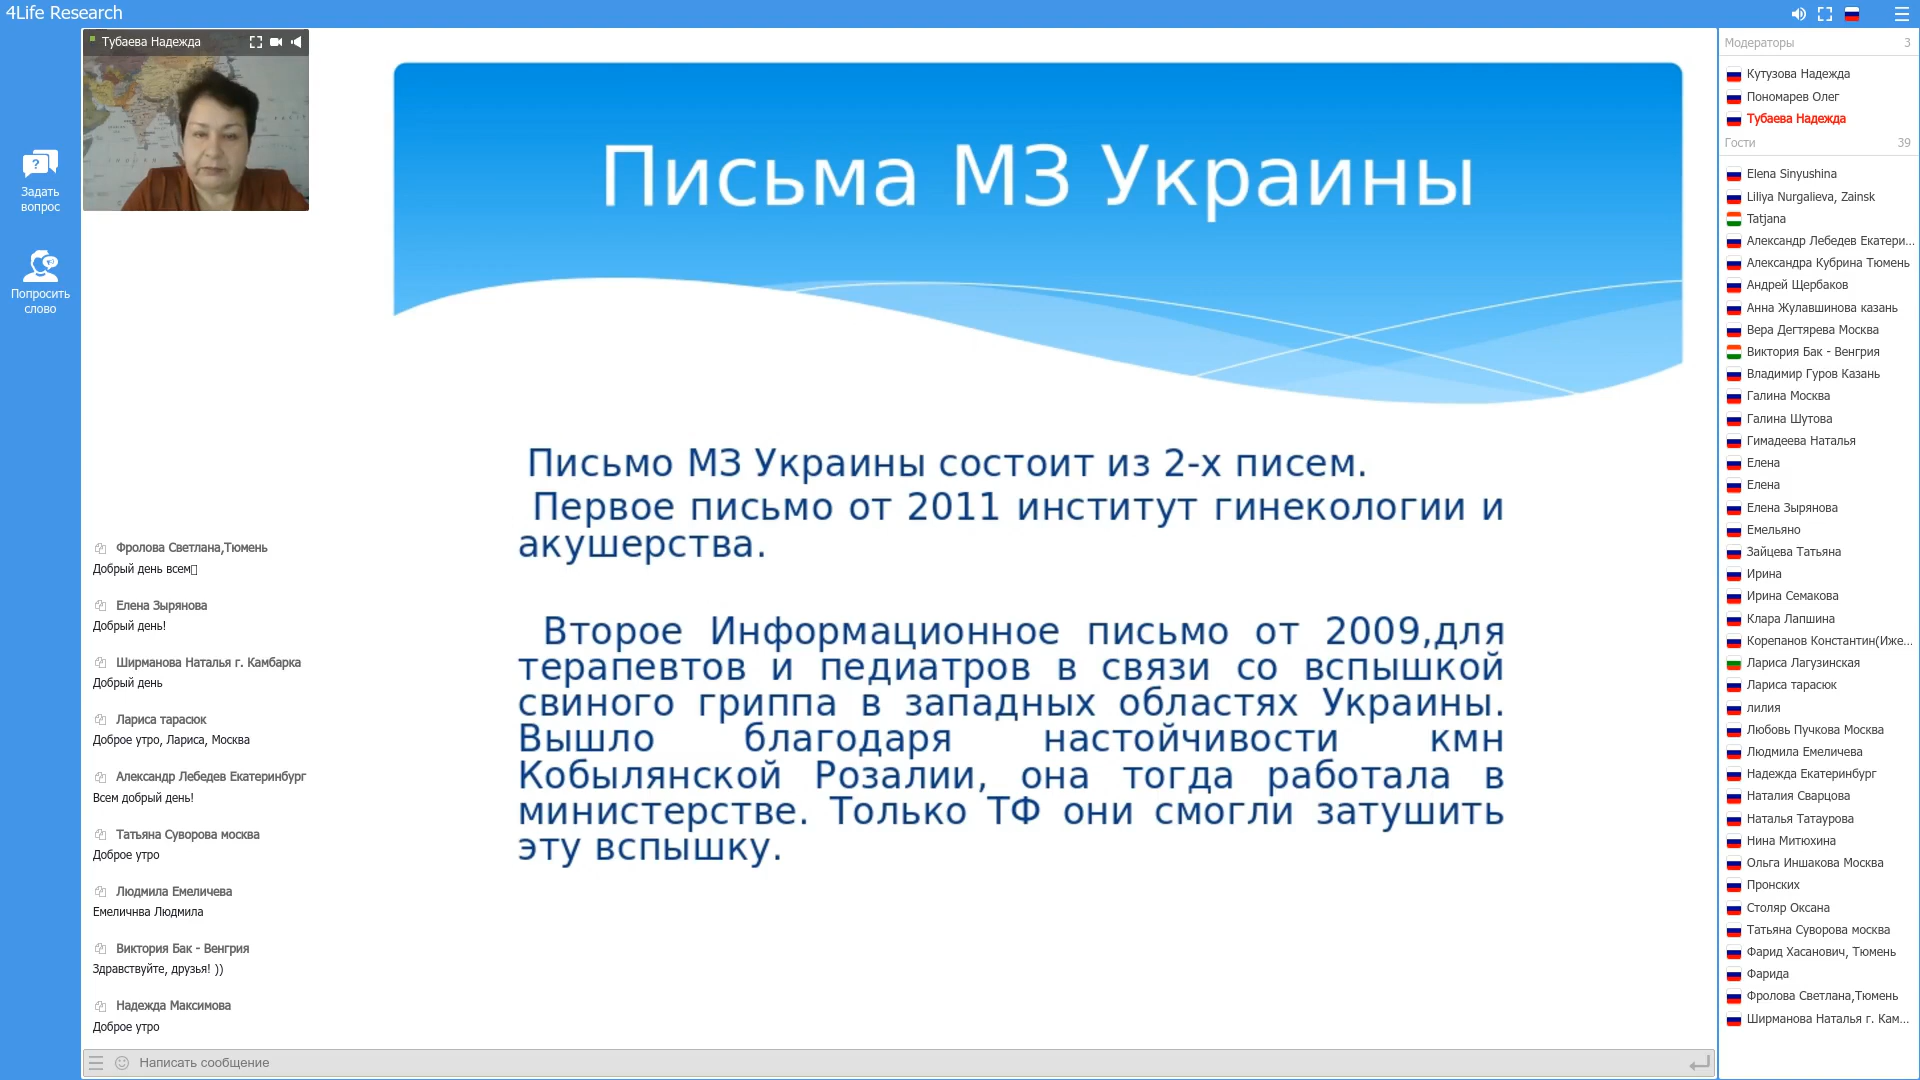 4Life Research
Задать
вопрос
Попросить
слово
Тубаева Надежда
Письма МЗ Украины
Письмо МЗ Украины состоит из 2-х писем.
Первое письмо от 2011 институт гинекологии и
акушерства.
Второе Информационное письмо от 2009,для
терапевтов и педиатров в связи со вспышкой
свиного гриппа в западных областях Украины.
Вышло благодаря настойчивости кмн
Кобылянской Розалии, она тогда работала в
министерстве. Только ТФ они смогли затушить
эту вспышку.
Фролова Светлана,Тюмень
Добрый день всем
Елена Зырянова
Добрый день!
Ширманова Наталья г. Камбарка
Добрый день
Лариса тарасюк
Доброе утро, Лариса, Москва
Александр Лебедев Екатеринбург
Всем добрый день!
Татьяна Суворова москва
Доброе утро
Людмила Емеличева
Емеличнва Людмила
Виктория Бак - Венгрия
Здравствуйте, друзья! ))
Надежда Максимова
Доброе утро
Написать сообщение
Модераторы 3
Кутузова Надежда
Пономарев Олег
Тубаева Надежда
Гости 39
Elena Sinyushina
Liliya Nurgalieva, Zainsk
Tatjana
Александр Лебедев Екатери...
Александра Кубрина Тюмень
Андрей Щербаков
Анна Жулавшинова казань
Вера Дегтярева Москва
Виктория Бак - Венгрия
Владимир Гуров Казань
Галина Москва
Галина Шутова
Гимадеева Наталья
Елена
Елена
Елена Зырянова
Емельяно
Зайцева Татьяна
Ирина
Ирина Семакова
Клара Лапшина
Корепанов Константин(Иже...
Лариса Лагузинская
Лариса тарасюк
лилия
Любовь Пучкова Москва
Людмила Емеличева
Надежда Екатеринбург
Наталия Сварцова
Наталья Татаурова
Нина Митюхина
Ольга Иншакова Москва
Пронских
Столяр Оксана
Татьяна Суворова москва
Фарид Хасанович, Тюмень
Фарида
Фролова Светлана,Тюмень
Ширманова Наталья г. Кам...